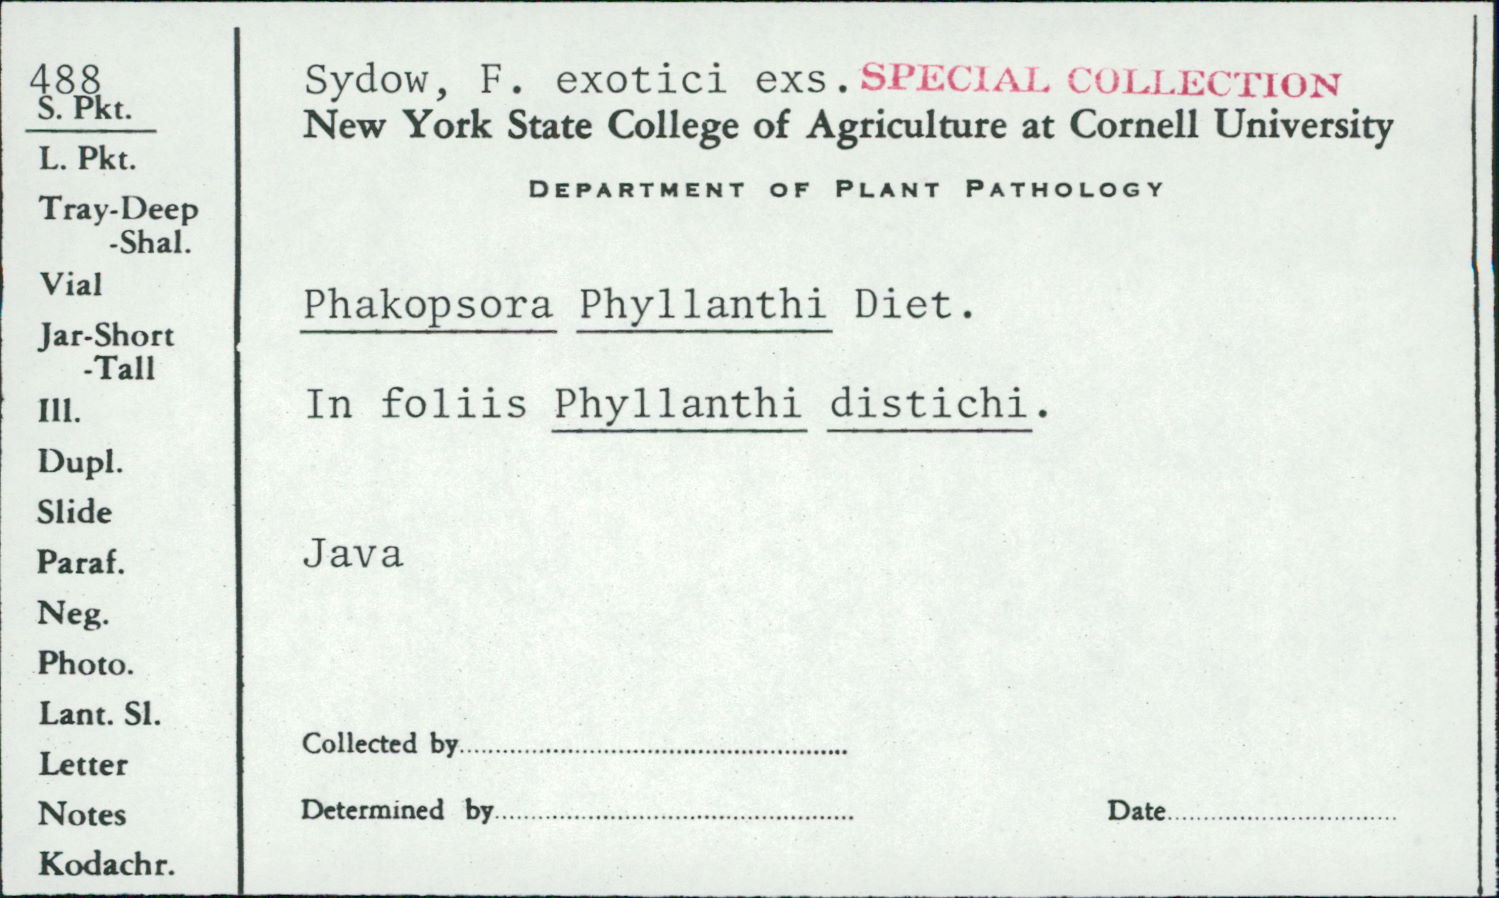 488
S. Pkt.
L. Pkt.
Tray-Deep
-Shal.
Vial
Jar-Short
-Tall
Ill.
Dupl.
Slide
Paraf.
Neg.
Photo.
Lant. Sl.
Letter
Notes
Kodachr.
Sydow, F. exotici exs. SPECIAL COLLECTION
New York State College of Agriculture at Cornell University
DEPARTMENT OF PLANT PATHOLOGY
Phakopsora Phyllanthi Diet.
In foliis Phyllanthi distichi.
Java
Collected by
Determined by Date